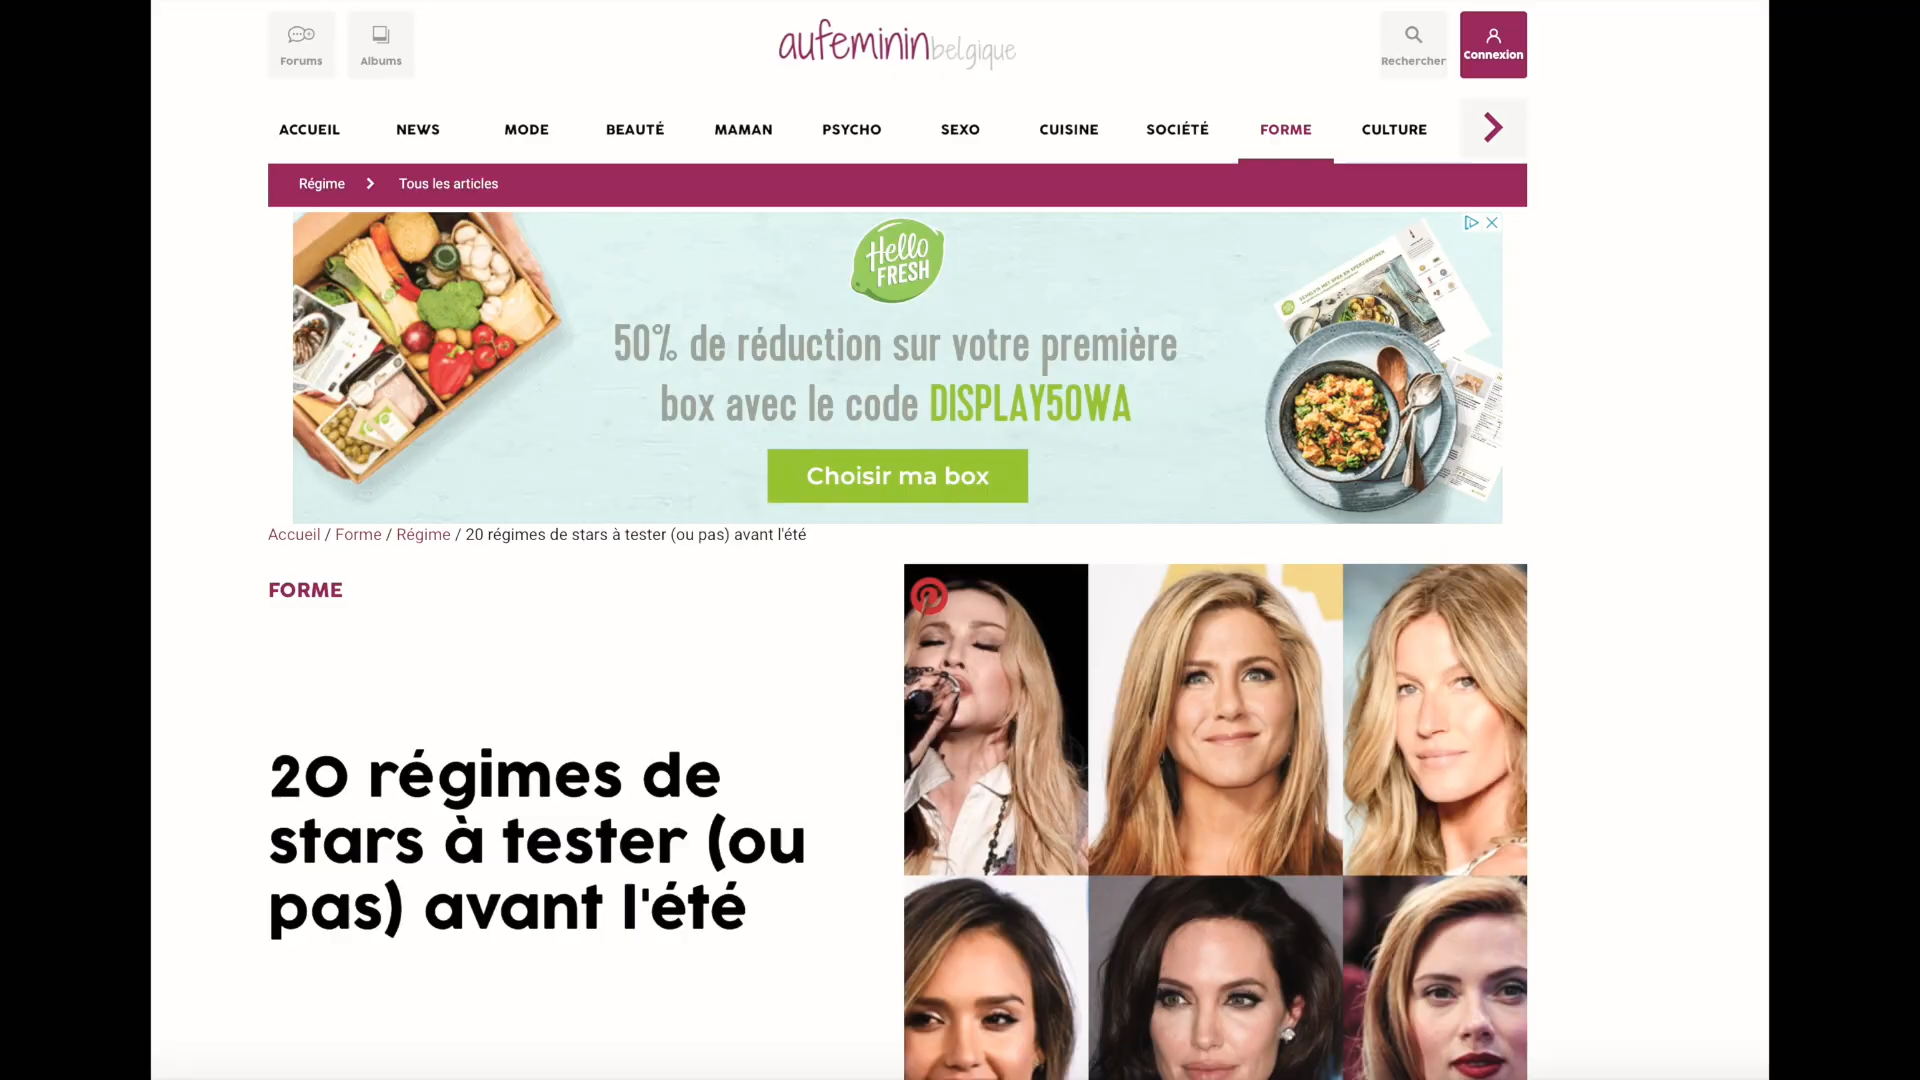 Forums
Albums
aufeminin belgique
Rechercher
Connexion
ACCUEIL
NEWS
MODE
BEAUTÉ
MAMAN
PSYCHO
SEXO
CUISINE
SOCIÉTÉ
FORME
CULTURE
Régime
Tous les articles
Hello
FRESH
50% de réduction sur votre première
box avec le code DISPLAY50WA
Choisir ma box
Accueil / Forme / Régime / 20 régimes de stars à tester (ou pas) avant l'été
FORME
20 régimes de
stars à tester (ou
pas) avant l'été